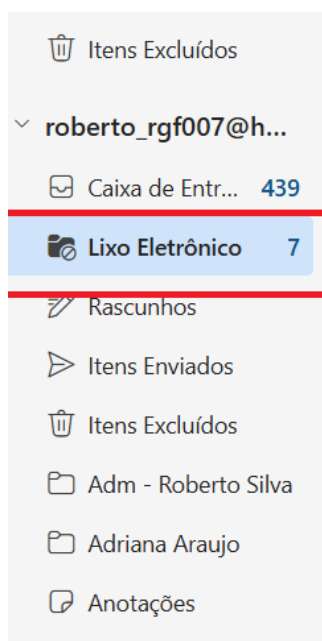 Itens Excluídos
roberto_rgf007@h...
Caixa de Entr... 439
Lixo Eletrônico 7
Rascunhos
Itens Enviados
Itens Excluídos
Adm - Roberto Silva
Adriana Araujo
Anotações